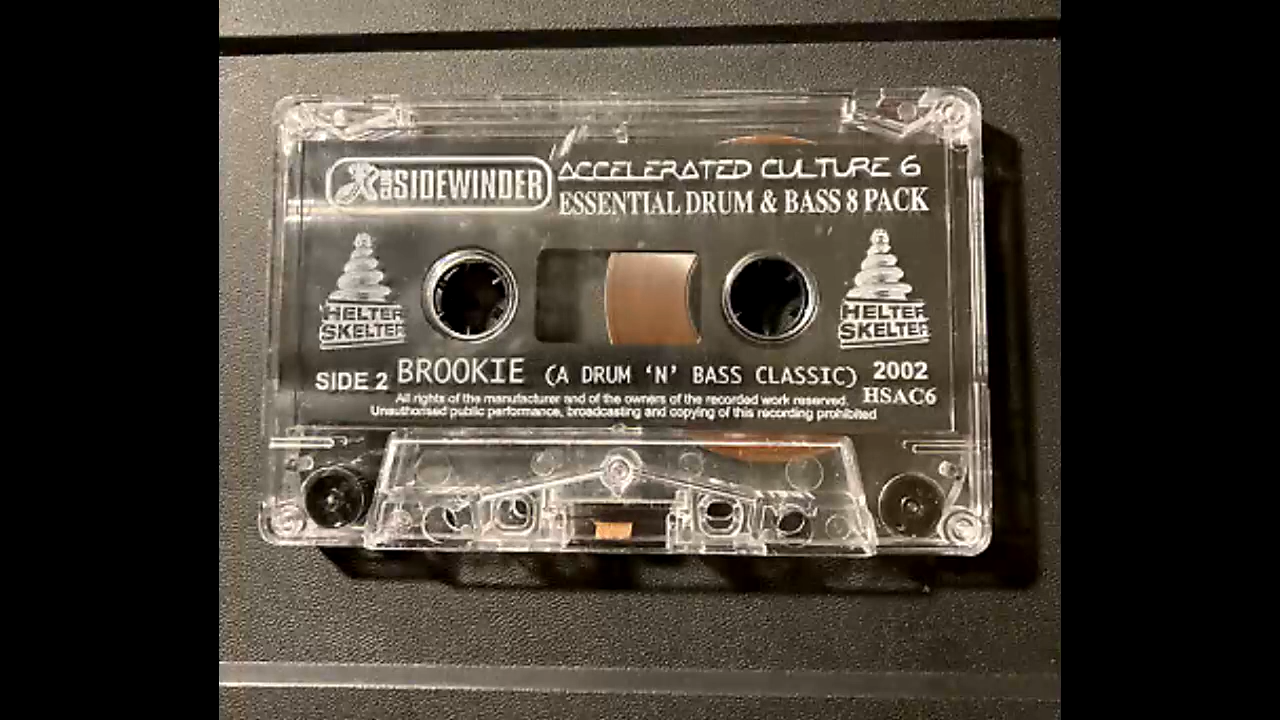 CLUB SIDEWINDER
ACCELERATED CULTURE 6
ESSENTIAL DRUM & BASS 8 PACK
HELTER
SKELTER
HELTER
SKELTER
SIDE 2 BROOKIE (A DRUM ‘N’ BASS CLASSIC) 2002
HSAC6
All rights of the manufacturer and of the owners of the recorded work reserved.
Unauthorised public performance, broadcasting and copying of this recording prohibited